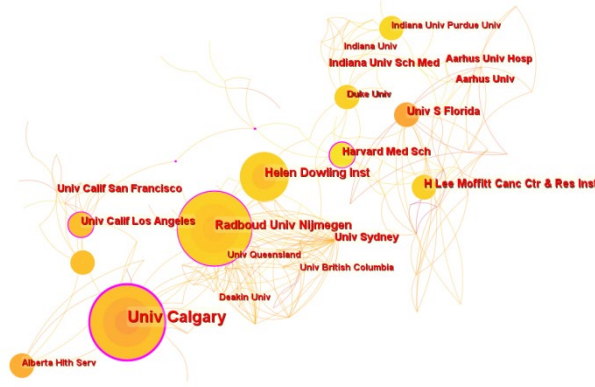 Indiana Univ Purdue Univ
Indiana Univ
Indiana Univ Sch Med
Aarhus Univ Hosp
Aarhus Univ
Duke Univ
Univ S Florida
Harvard Med Sch
Helen Dowling Inst
H Lee Moffitt Canc Ctr & Res Inst
Univ Calif San Francisco
Univ Calif Los Angeles
Radboud Univ Nijmegen
Univ Sydney
Univ Queensland
Univ British Columbia
Deakin Univ
Univ Calgary
Alberta Hlth Serv